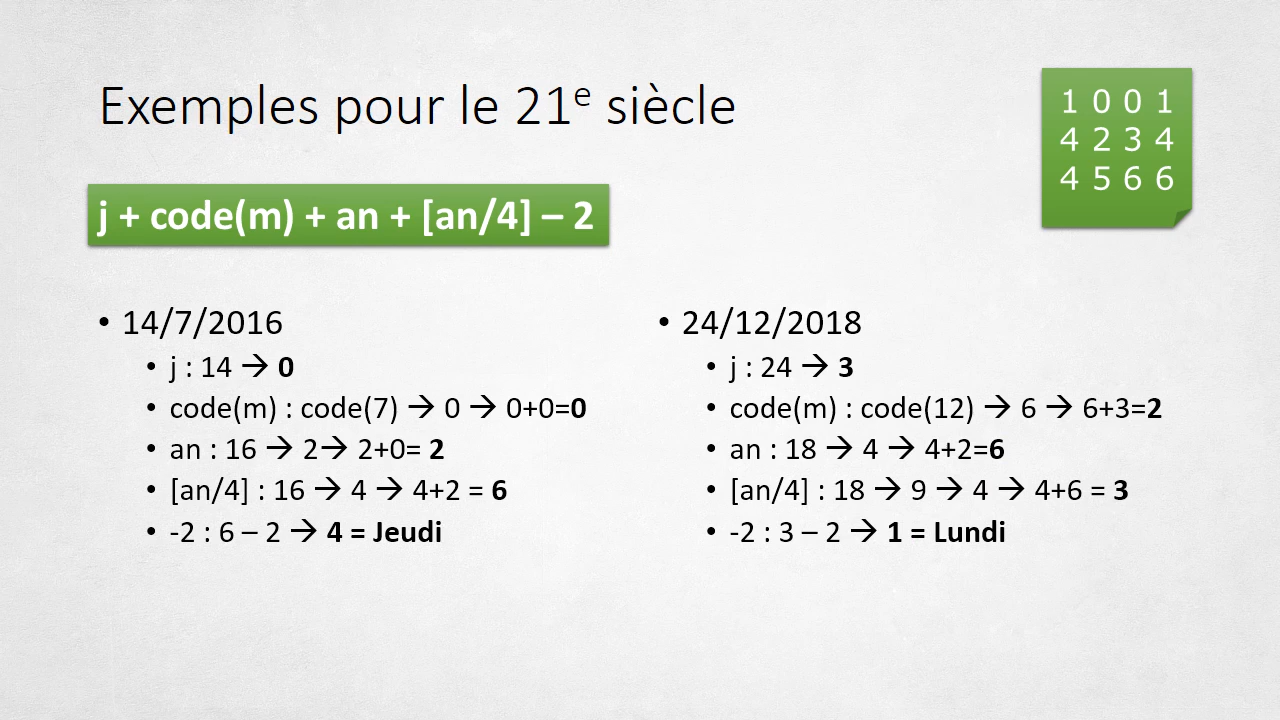 Exemples pour le 21e siècle
1 0 0 1
4 2 3 4
4 5 6 6
j + code(m) + an + [an/4] – 2
• 14/7/2016
• j : 14 → 0
• code(m) : code(7) → 0 → 0+0=0
• an : 16 → 2→ 2+0= 2
• [an/4] : 16 → 4 → 4+2 = 6
• -2 : 6 – 2 → 4 = Jeudi
• 24/12/2018
• j : 24 → 3
• code(m) : code(12) → 6 → 6+3=2
• an : 18 → 4 → 4+2=6
• [an/4] : 18 → 9 → 4 → 4+6 = 3
• -2 : 3 – 2 → 1 = Lundi